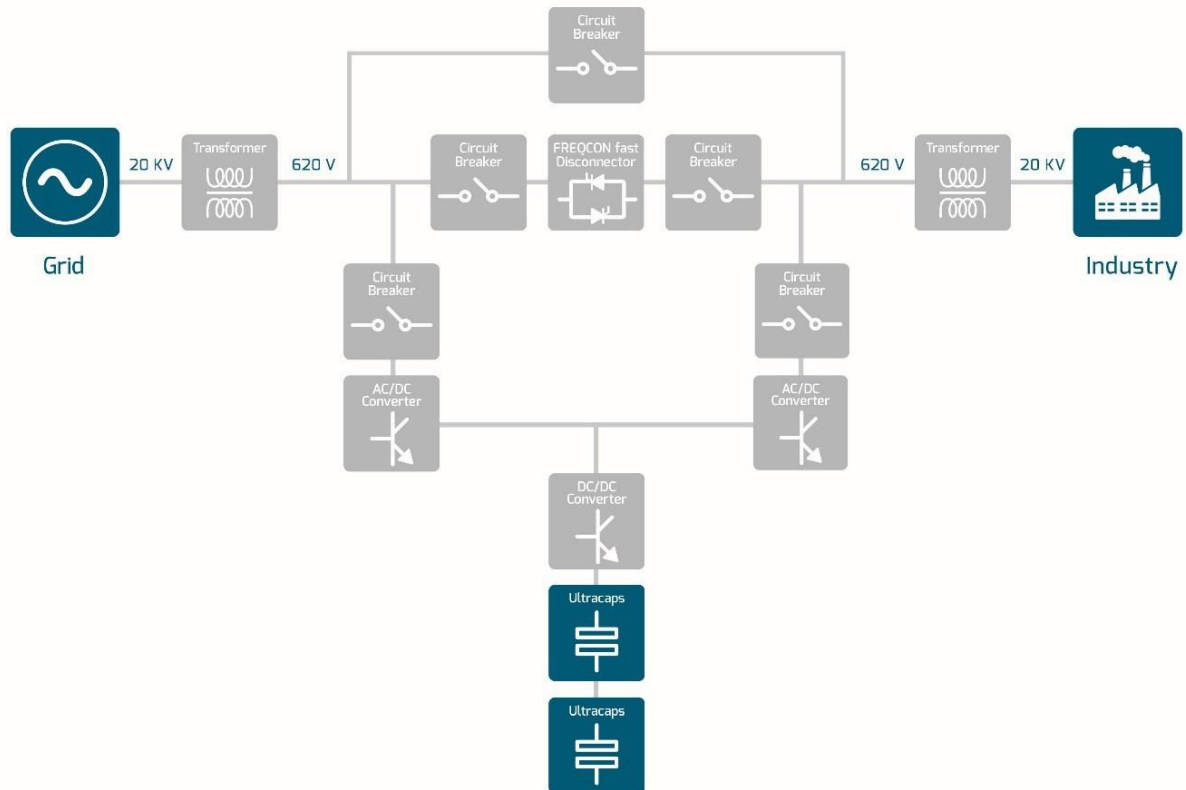 Circuit
Breaker
20 KV
Transformer
620 V
Circuit
Breaker
FREQCON fast
Disconnector
Circuit
Breaker
620 V
Transformer
20 KV
Grid
Industry
Circuit
Breaker
Circuit
Breaker
AC/DC
Converter
AC/DC
Converter
DC/DC
Converter
Ultracaps
Ultracaps